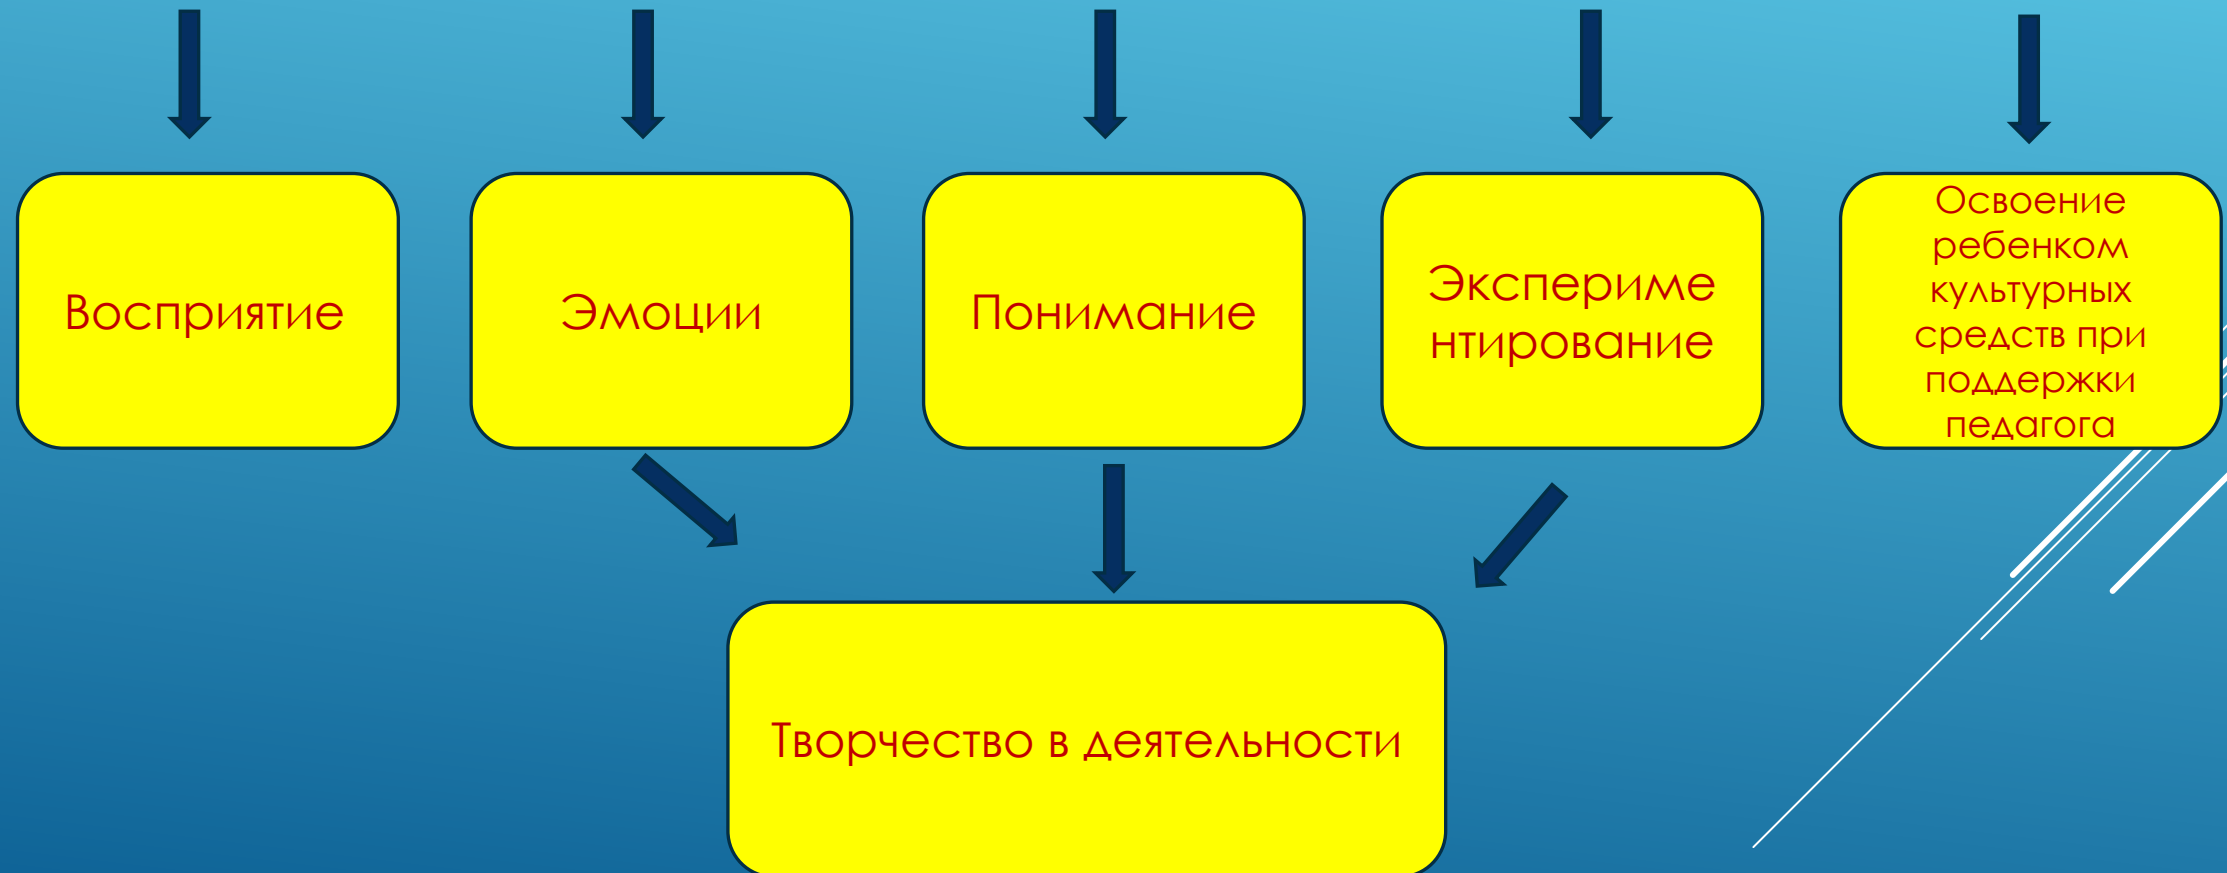 Восприятие
Эмоции
Понимание
Экспериме
нтирование
Освоение
ребенком
культурных
средств при
поддержки
педагога
Творчество в деятельности